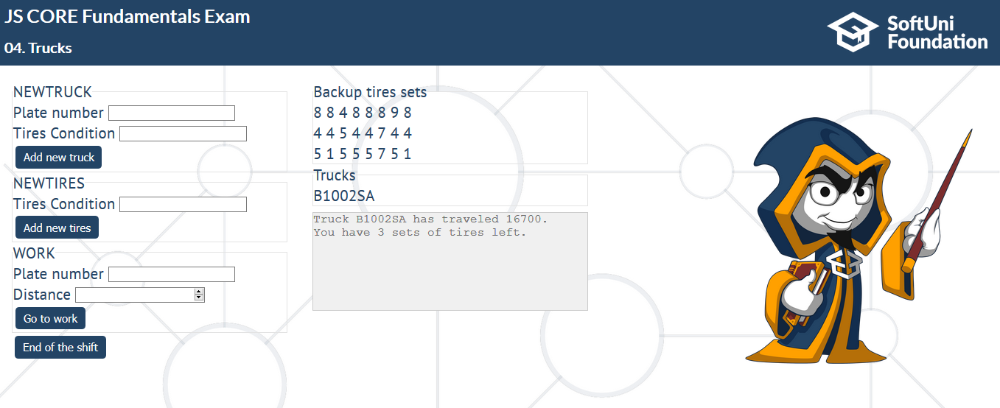 JS CORE Fundamentals Exam
04. Trucks
SoftUni
Foundation
NEWTRUCK
Plate number
Tires Condition
Add new truck
NEWTIRES
Tires Condition
Add new tires
WORK
Plate number
Distance
Go to work
End of the shift
Backup tires sets
8 8 4 8 8 8 9 8
4 4 5 4 4 7 4 4
5 1 5 5 5 7 5 1
Trucks
B1002SA
Truck B1002SA has traveled 16700.
You have 3 sets of tires left.